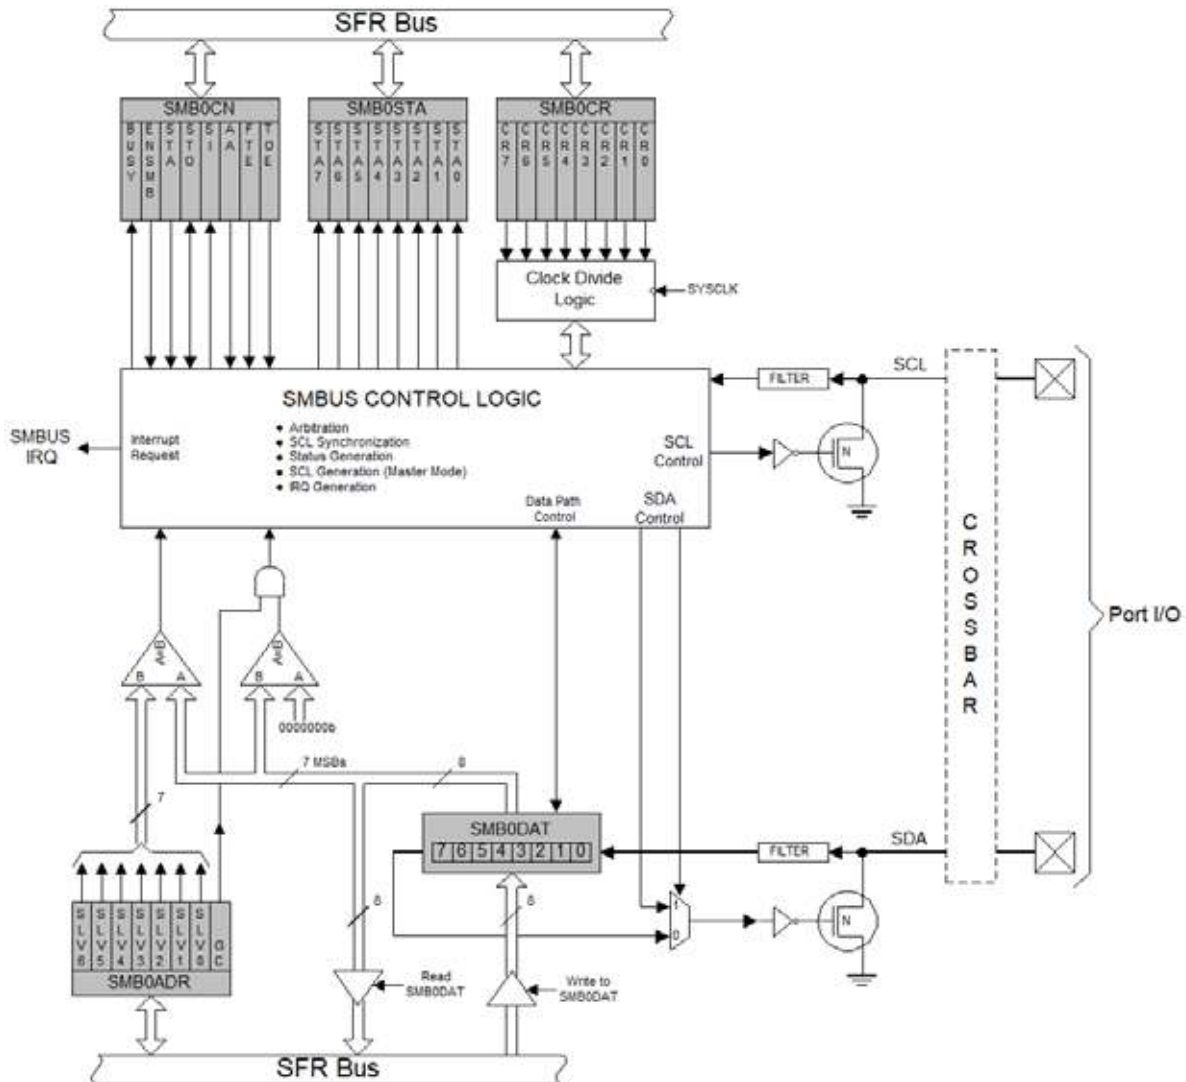 SFR Bus
SMB0CN
SMB0STA
SMB0CR
BUSY
ENSMB
STA
STO
SI
AA
FTE
TOE
STA7
STA6
STA5
STA4
STA3
STA2
STA1
STA0
CR7
CR6
CR5
CR4
CR3
CR2
CR1
CR0
Clock Divide
Logic
SYSCLK
SMBUS CONTROL LOGIC
Arbitration
SCL Synchronization
Status Generation
SCL Generation (Master Mode)
IRQ Generation
SMBUS
IRQ
Interrupt
Request
SCL
Control
Data Path
Control
SDA
Control
FILTER
SCL
N
CROSSBAR
Port I/O
A=B
B
A
A=B
B
A
0000000b
7 MSBs
8
7
SMB0DAT
7 6 5 4 3 2 1 0
FILTER
SDA
8
8
1
0
N
SLV6
SLV5
SLV4
SLV3
SLV2
SLV1
SLV0
GC
SMB0ADR
Read
SMB0DAT
Write to
SMB0DAT
SFR Bus